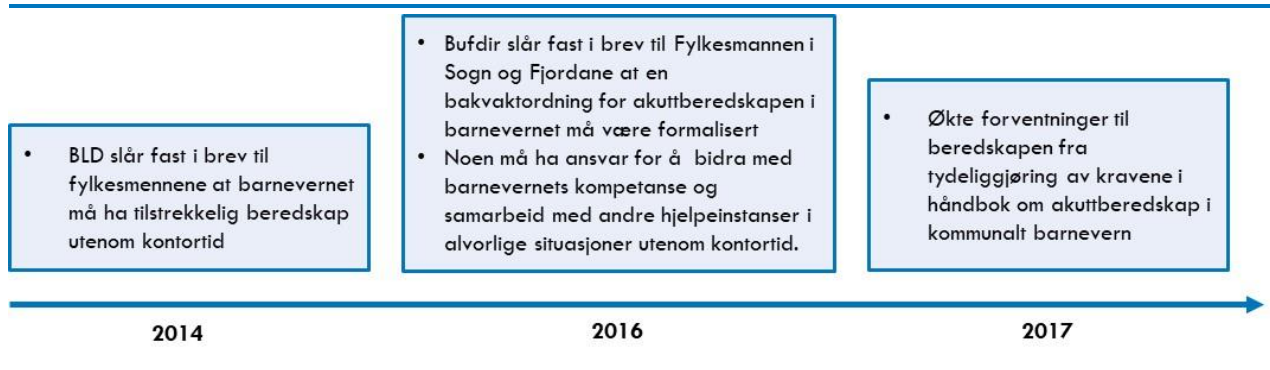 • BLD slår fast i brev til
fylkesmennene at barnevernet
må ha tilstrekkelig beredskap
utenom kontortid
• Bufdir slår fast i brev til Fylkesmannen i
Sogn og Fjordane at en
bakvaktordning for akuttberedskapen i
barnevernet må være formalisert
• Noen må ha ansvar for å bidra med
barnevernets kompetanse og
samarbeid med andre hjelpeinstanser i
alvorlige situasjoner utenom kontortid.
• Økte forventninger til
beredskapen fra
tydeliggjøring av kravene i
håndbok om akuttberedskap i
kommunalt barnevern
2014
2016
2017